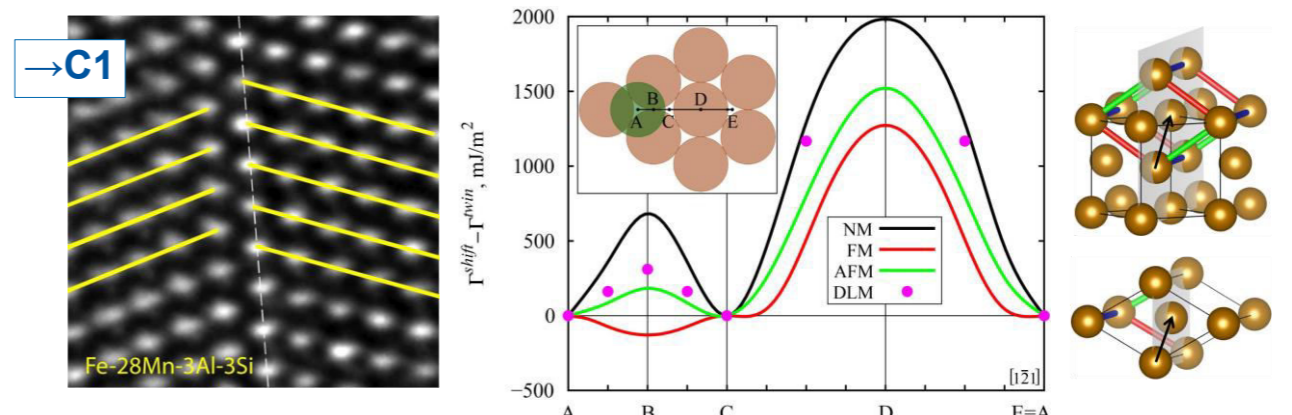 →C1
Fe-28Mn-3Al-3Si
Γshift−Γtwin, mJ/m2
2000
1500
1000
500
0
−500
A
B
C
D
E
NM
FM
AFM
DLM
[12̄1]
A
B
C
D
E=A